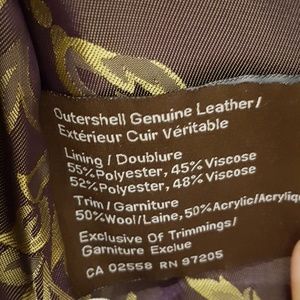 Outershell Genuine Leather/
Extérieur Cuir Véritable
Lining / Doublure
55%Polyester, 45% Viscose
52%Polyester, 48% Viscose
Trim / Garniture
50%Wool/Laine, 50%Acrylic/Acryliq
Exclusive Of Trimmings/
Garniture Exclue
CA 02558 RN 97205